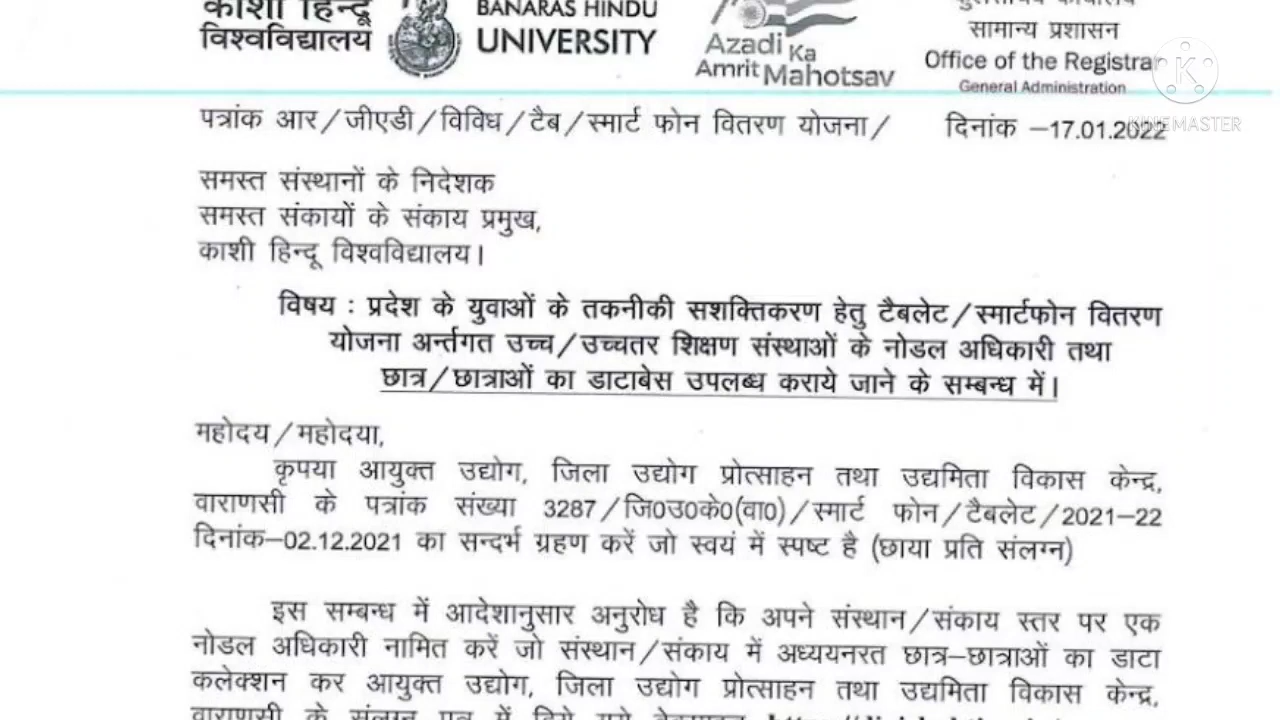 काशी हिन्दू
विश्वविद्यालय
BANARAS HINDU
UNIVERSITY
Azadi Ka
Amrit Mahotsav
सामान्य प्रशासन
Office of the Registrar
General Administration
पत्रांक आर/जीएडी/विविध/टैब/स्मार्ट फोन वितरण योजना/ दिनांक –17.01.2022
KINEMASTER
समस्त संस्थानों के निदेशक
समस्त संकायों के संकाय प्रमुख,
काशी हिन्दू विश्वविद्यालय।
विषय : प्रदेश के युवाओं के तकनीकी सशक्तिकरण हेतु टैबलेट/स्मार्टफोन वितरण
योजना अर्न्तगत उच्च/उच्चतर शिक्षण संस्थाओं के नोडल अधिकारी तथा
छात्र/छात्राओं का डाटाबेस उपलब्ध कराये जाने के सम्बन्ध में।
महोदय/महोदया,
कृपया आयुक्त उद्योग, जिला उद्योग प्रोत्साहन तथा उद्यमिता विकास केन्द्र,
वाराणसी के पत्रांक संख्या 3287/जि0उ0के0(वा0)/स्मार्ट फोन/टैबलेट/2021–22
दिनांक–02.12.2021 का सन्दर्भ ग्रहण करें जो स्वयं में स्पष्ट है (छाया प्रति संलग्न)
इस सम्बन्ध में आदेशानुसार अनुरोध है कि अपने संस्थान/संकाय स्तर पर एक
नोडल अधिकारी नामित करें जो संस्थान/संकाय में अध्ययनरत छात्र–छात्राओं का डाटा
कलेक्शन कर आयुक्त उद्योग, जिला उद्योग प्रोत्साहन तथा उद्यमिता विकास केन्द्र,
वाराणसी के संलग्न पत्र में दिये गये